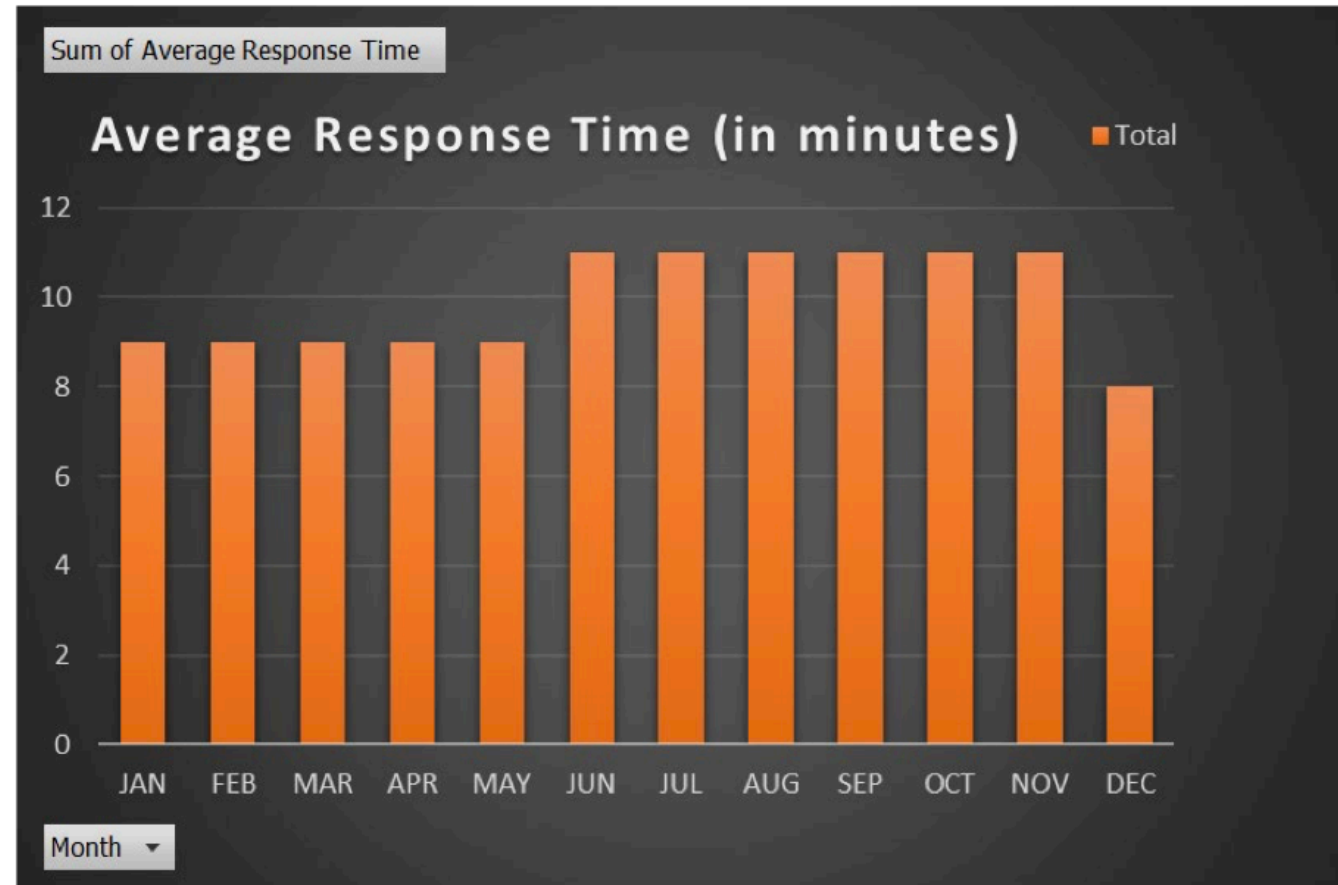 Sum of Average Response Time
Average Response Time (in minutes)
Total
12
10
8
6
4
2
0
JAN FEB MAR APR MAY JUN JUL AUG SEP OCT NOV DEC
Month